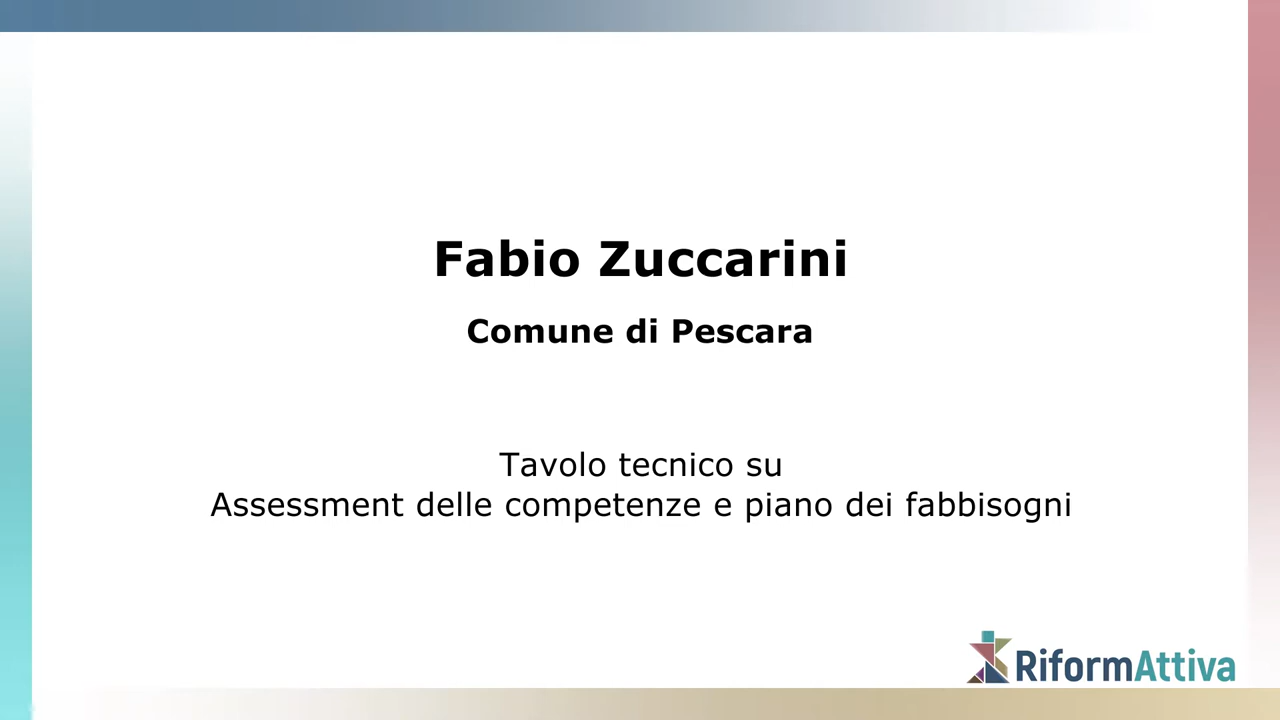 Fabio Zuccarini
Comune di Pescara
Tavolo tecnico su
Assessment delle competenze e piano dei fabbisogni
RiformAttiva